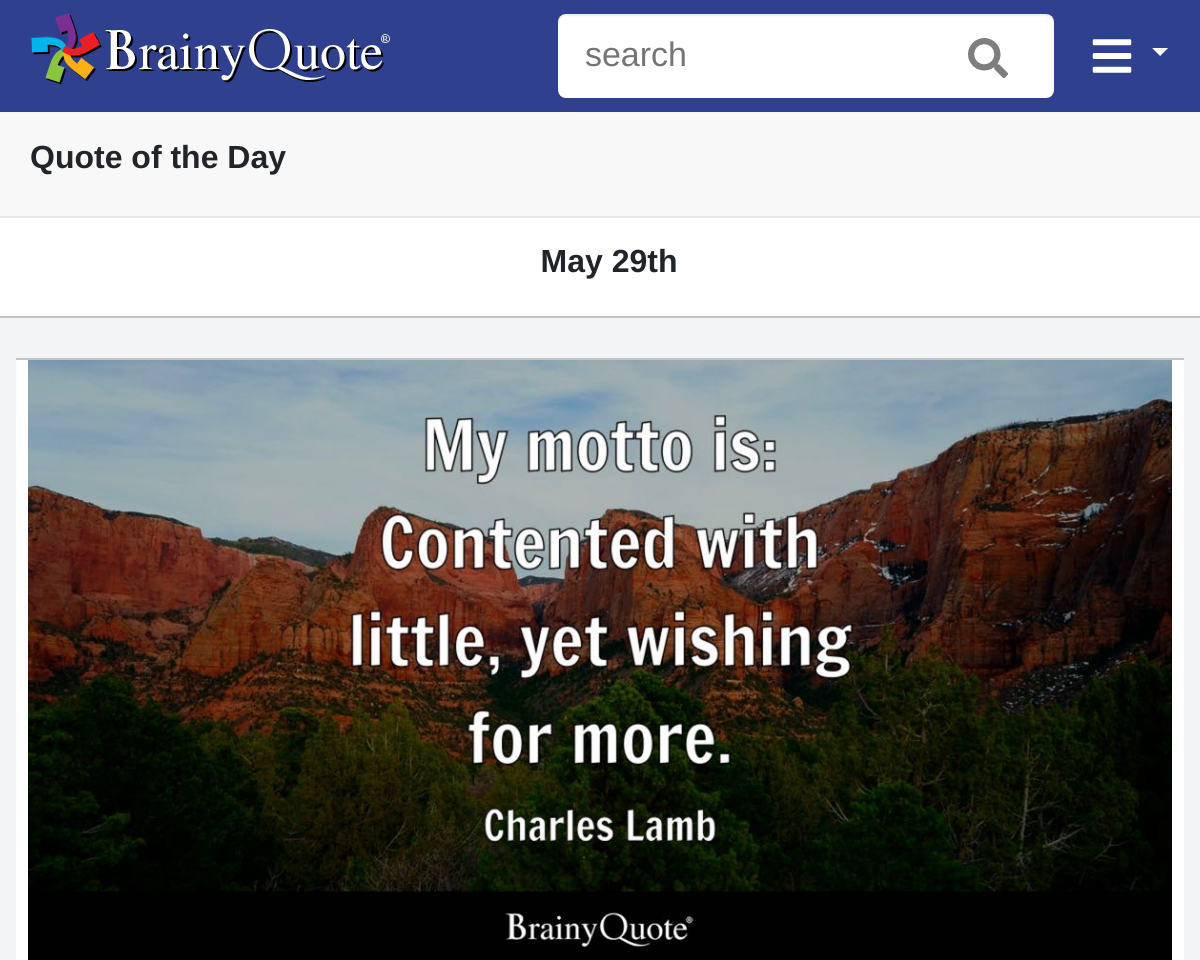 BrainyQuote®
search
Quote of the Day
May 29th
My motto is:
Contented with
little, yet wishing
for more.
Charles Lamb
BrainyQuote®